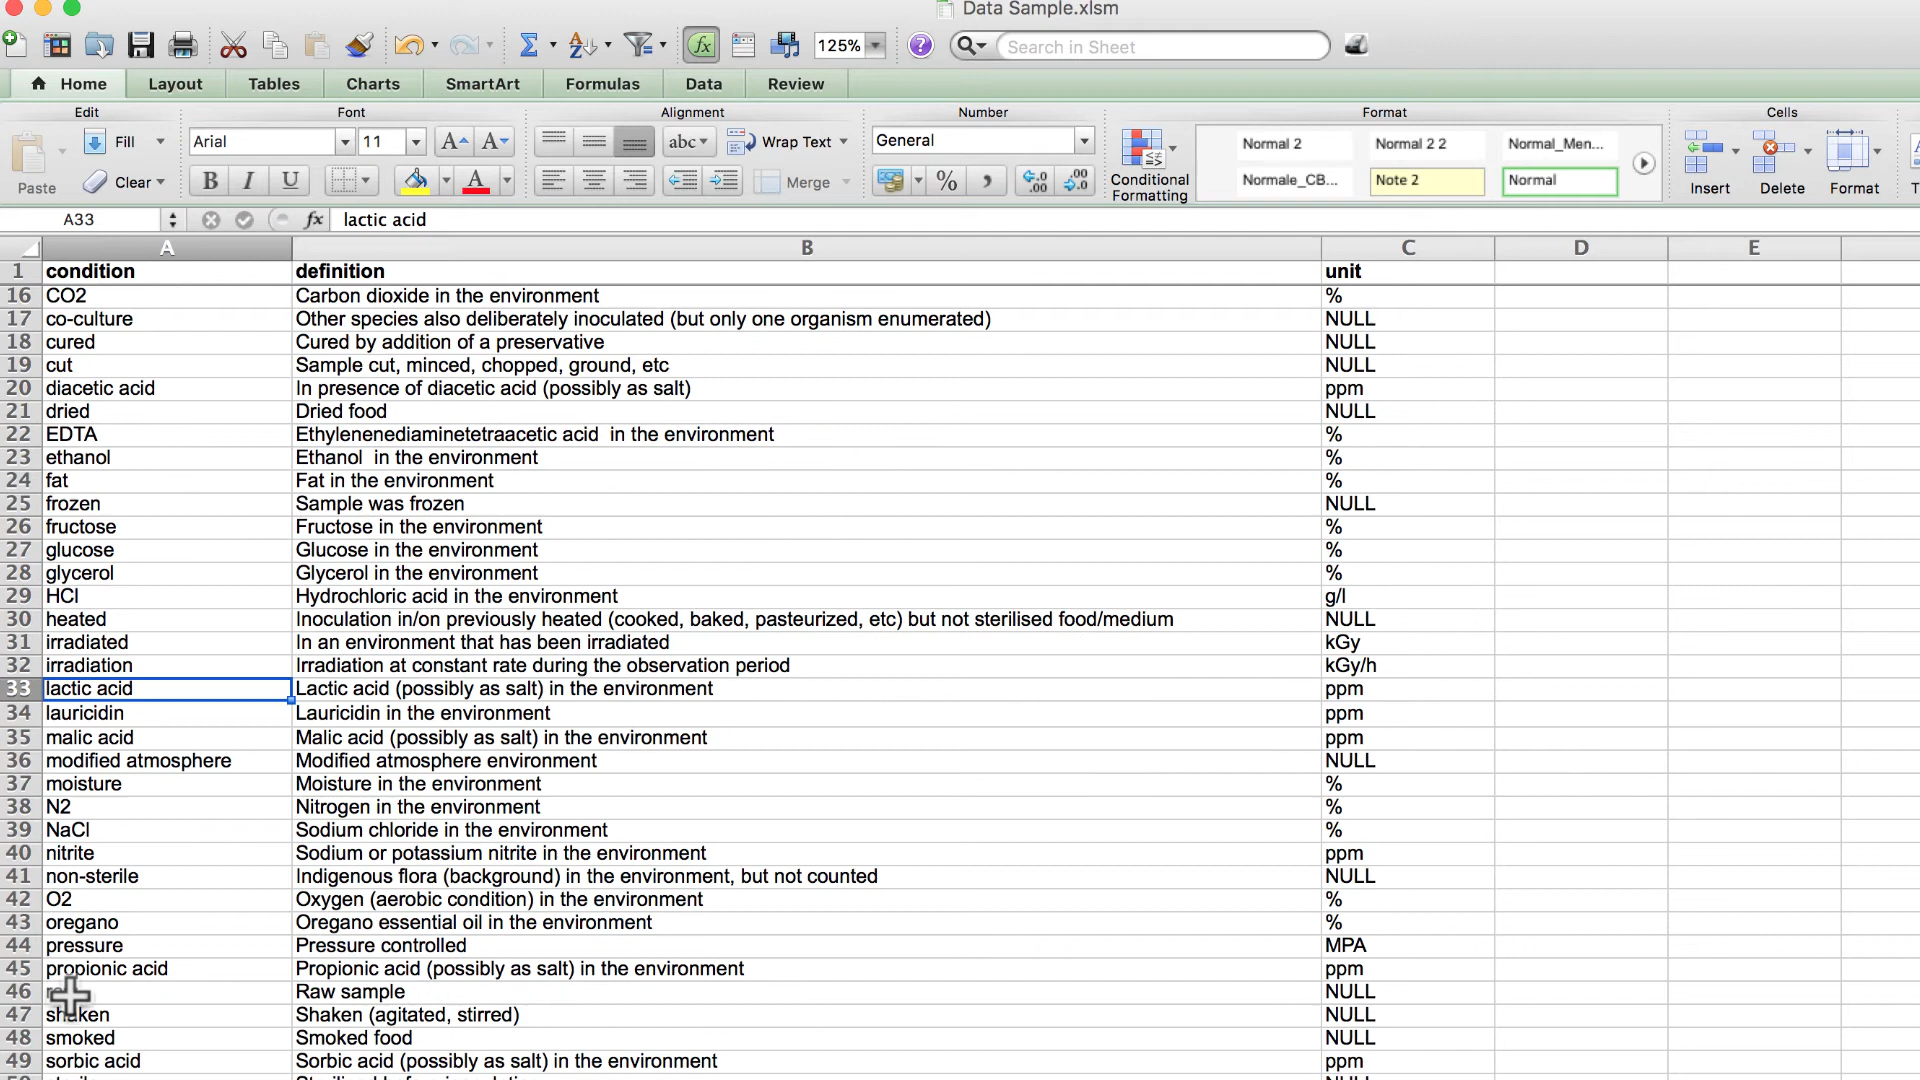 Data Sample.xlsm
125% Search in Sheet
Home Layout Tables Charts SmartArt Formulas Data Review
Edit Font Alignment Number Format Cells
Fill Arial 11 abc Wrap Text General Normal 2 Normal 2 2 Normal_Men...
Paste Clear B I U Merge % Conditional Formatting Normale_CB... Note 2 Normal Insert Delete Format
A33 fx lactic acid
A B C D E
1 condition definition unit
16 CO2 Carbon dioxide in the environment %
17 co-culture Other species also deliberately inoculated (but only one organism enumerated) NULL
18 cured Cured by addition of a preservative NULL
19 cut Sample cut, minced, chopped, ground, etc NULL
20 diacetic acid In presence of diacetic acid (possibly as salt) ppm
21 dried Dried food NULL
22 EDTA Ethylenenediaminetetraacetic acid  in the environment %
23 ethanol Ethanol  in the environment %
24 fat Fat in the environment %
25 frozen Sample was frozen NULL
26 fructose Fructose in the environment %
27 glucose Glucose in the environment %
28 glycerol Glycerol in the environment %
29 HCl Hydrochloric acid in the environment g/l
30 heated Inoculation in/on previously heated (cooked, baked, pasteurized, etc) but not sterilised food/medium NULL
31 irradiated In an environment that has been irradiated kGy
32 irradiation Irradiation at constant rate during the observation period kGy/h
33 lactic acid Lactic acid (possibly as salt) in the environment ppm
34 lauricidin Lauricidin in the environment ppm
35 malic acid Malic acid (possibly as salt) in the environment ppm
36 modified atmosphere Modified atmosphere environment NULL
37 moisture Moisture in the environment %
38 N2 Nitrogen in the environment %
39 NaCl Sodium chloride in the environment %
40 nitrite Sodium or potassium nitrite in the environment ppm
41 non-sterile Indigenous flora (background) in the environment, but not counted NULL
42 O2 Oxygen (aerobic condition) in the environment %
43 oregano Oregano essential oil in the environment %
44 pressure Pressure controlled MPA
45 propionic acid Propionic acid (possibly as salt) in the environment ppm
46 Raw sample NULL
47 shaken Shaken (agitated, stirred) NULL
48 smoked Smoked food NULL
49 sorbic acid Sorbic acid (possibly as salt) in the environment ppm